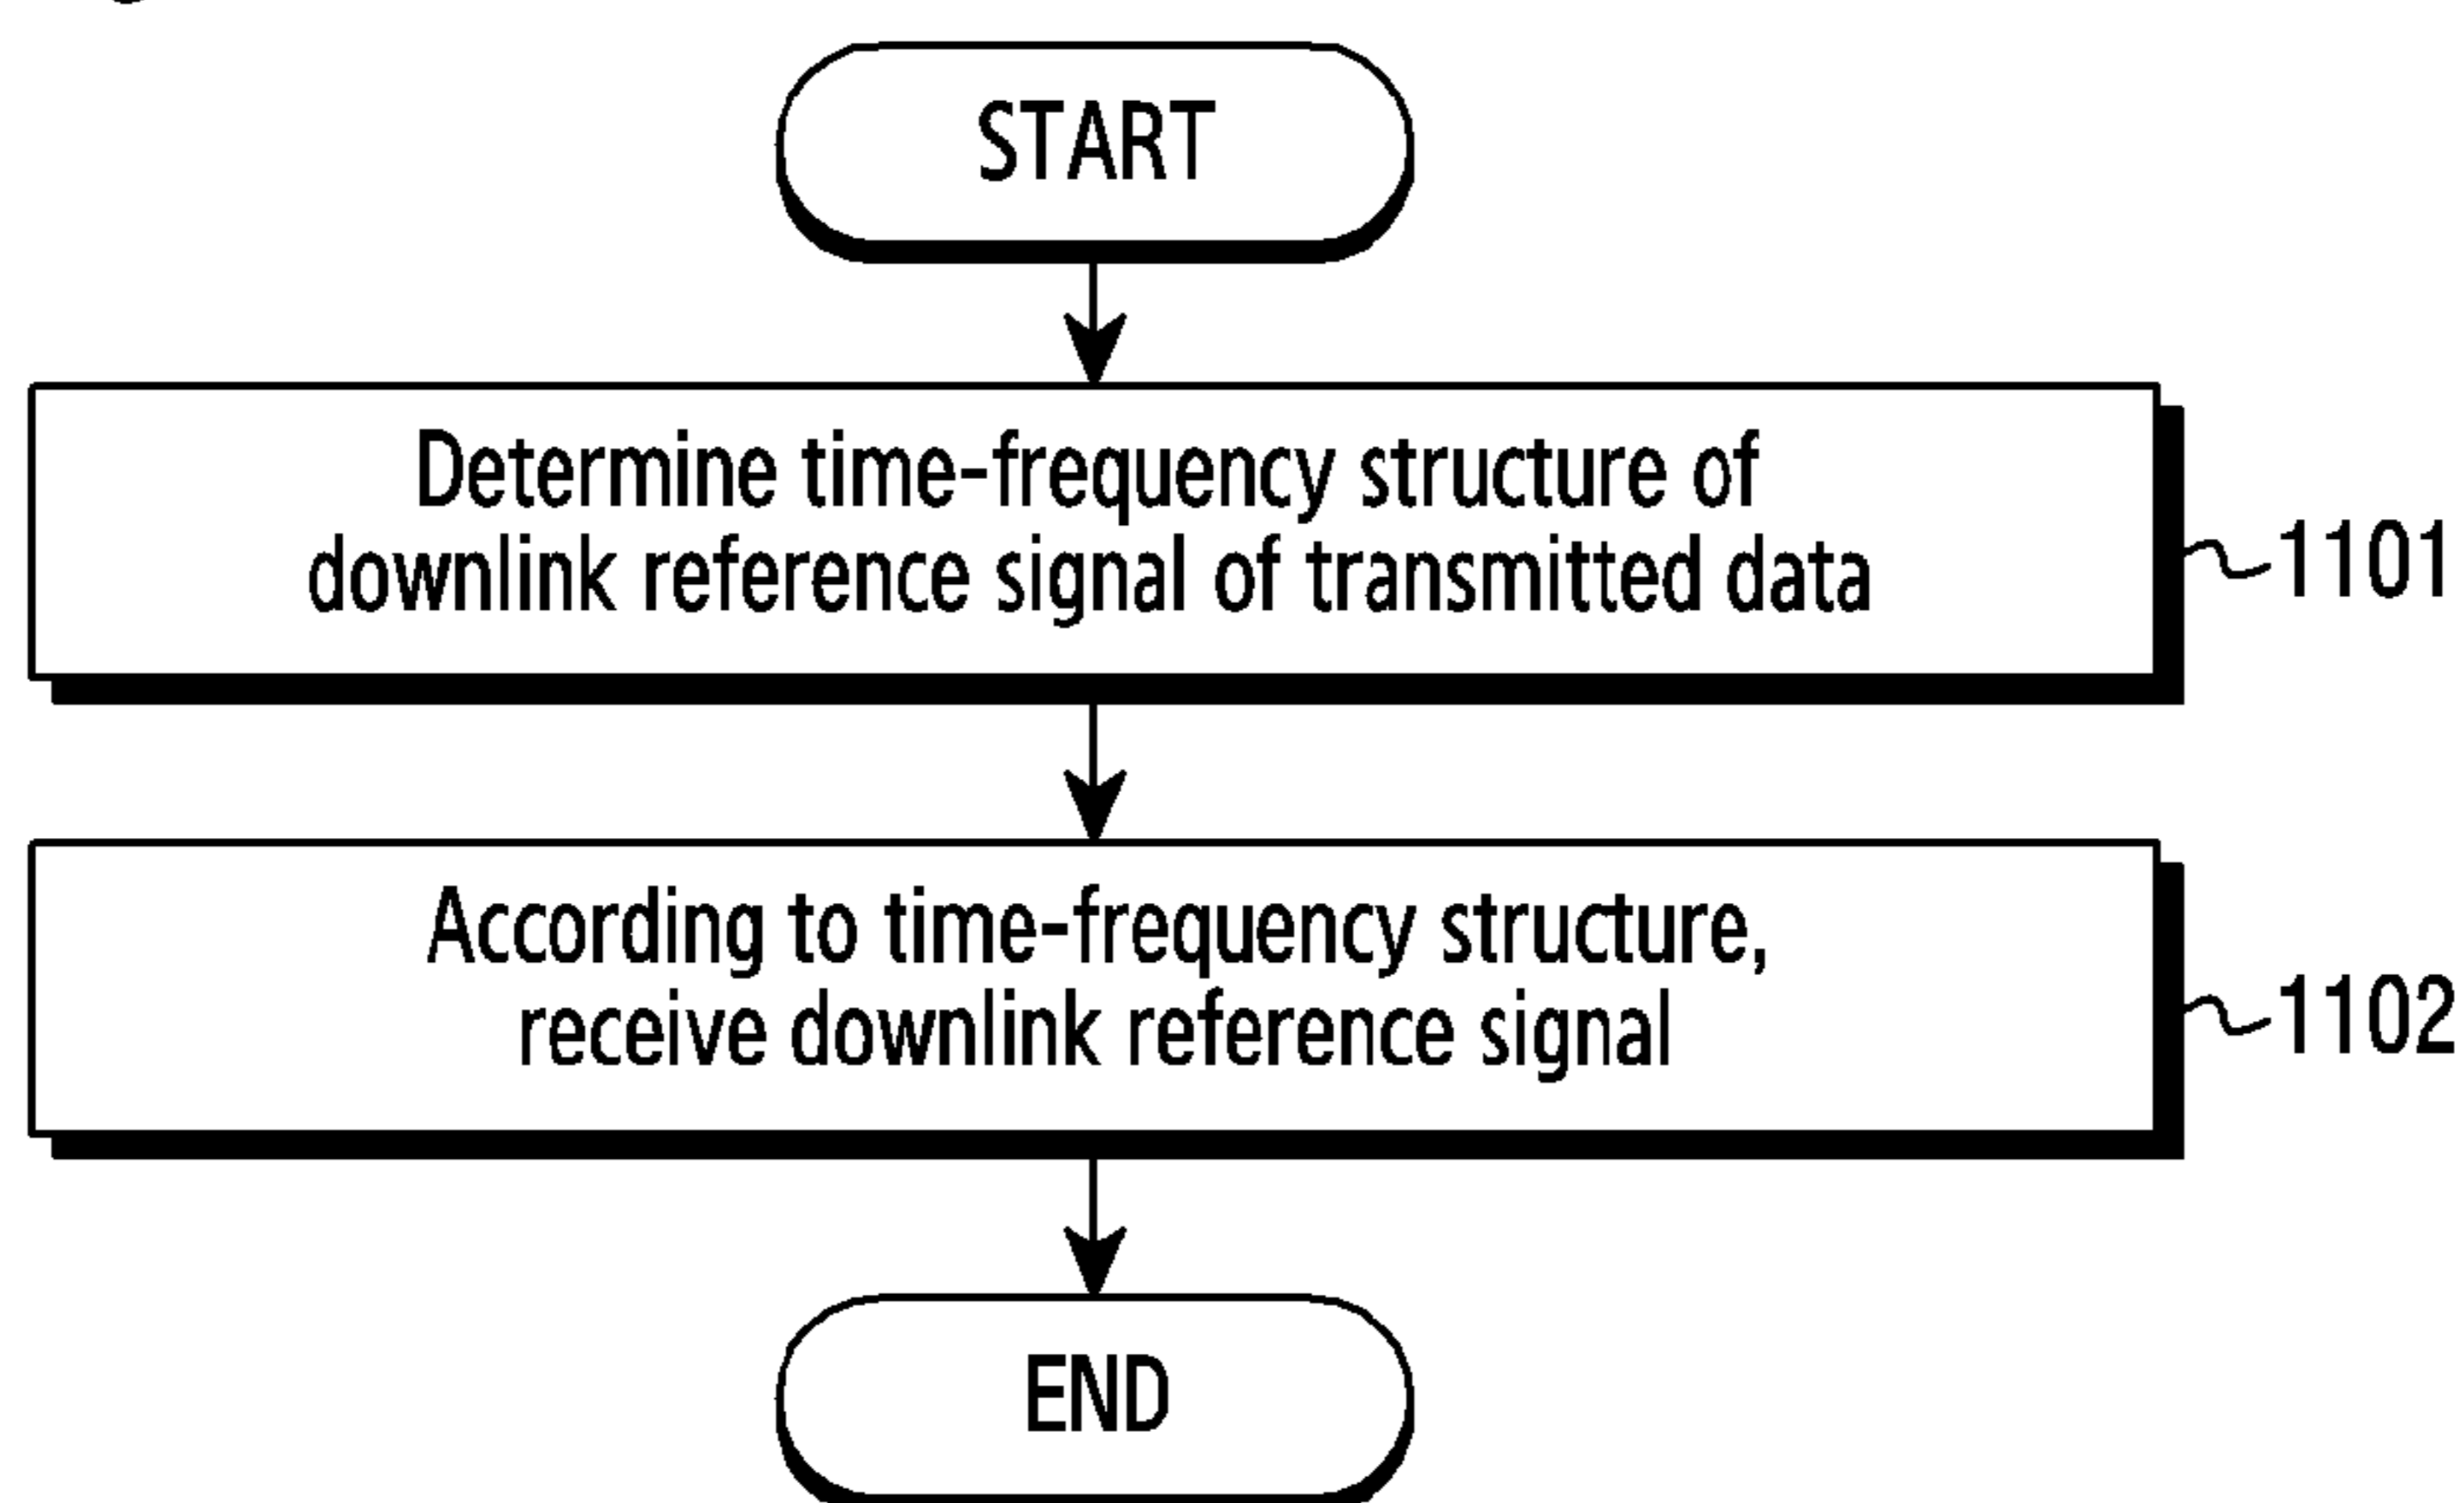 START
Determine time-frequency structure of
downlink reference signal of transmitted data
1101
According to time-frequency structure,
receive downlink reference signal
1102
END